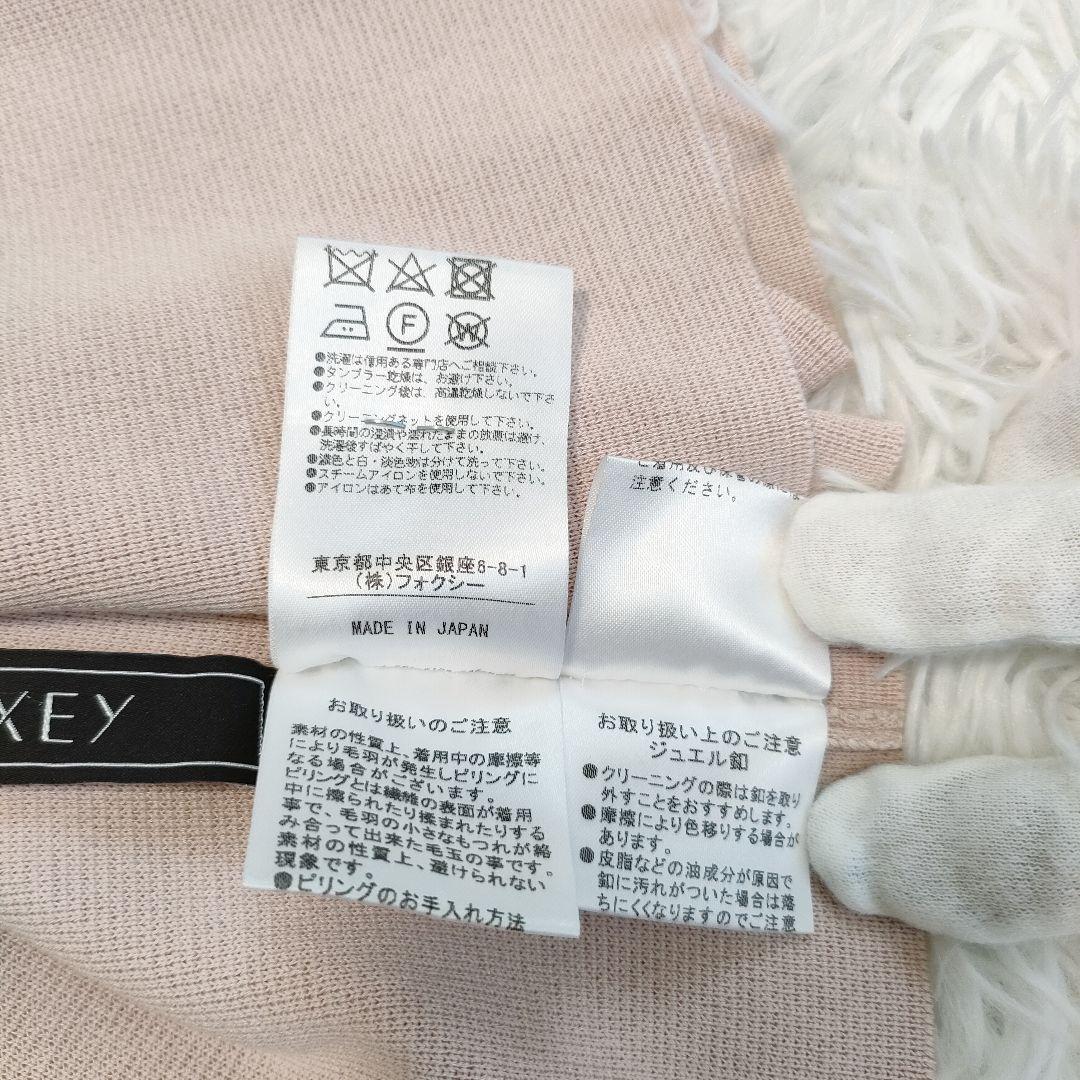 F
W
●洗濯は信用ある専門店へご相談下さい。
●タンブラー乾燥は、お避け下さい。
●クリーニング後は、高温乾燥しないで下さ
い。
●クリーニングネットを使用して下さい。
●長時間の浸漬や濡れたままの放置は避け、
洗濯後すばやく干して下さい。
●濃色と白・淡色物は分けて洗って下さい。
●スチームアイロンを使用しないで下さい。
●アイロンはあて布を使用して下さい。
東京都中央区銀座6-8-1
(株)フォクシー
MADE IN JAPAN
注意ください。
XEY
お取り扱いのご注意
素材の性質上、着用中の摩擦等
により毛羽が発生しピリングに
なる場合がございます。
ピリングとは繊維の表面が着用
中に擦られたり揉まれたりする
事で、毛羽の小さなもつれが絡
み合って出来た毛玉の事です。
素材の性質上、避けられない
現象です。
●ピリングのお手入れ方法
お取り扱い上のご注意
ジュエル釦
●クリーニングの際は釦を取り
外すことをおすすめします。
●摩擦により色移りする場合が
あります。
●皮脂などの油成分が原因で
釦に汚れがついた場合は落
ちにくくなりますのでご注意